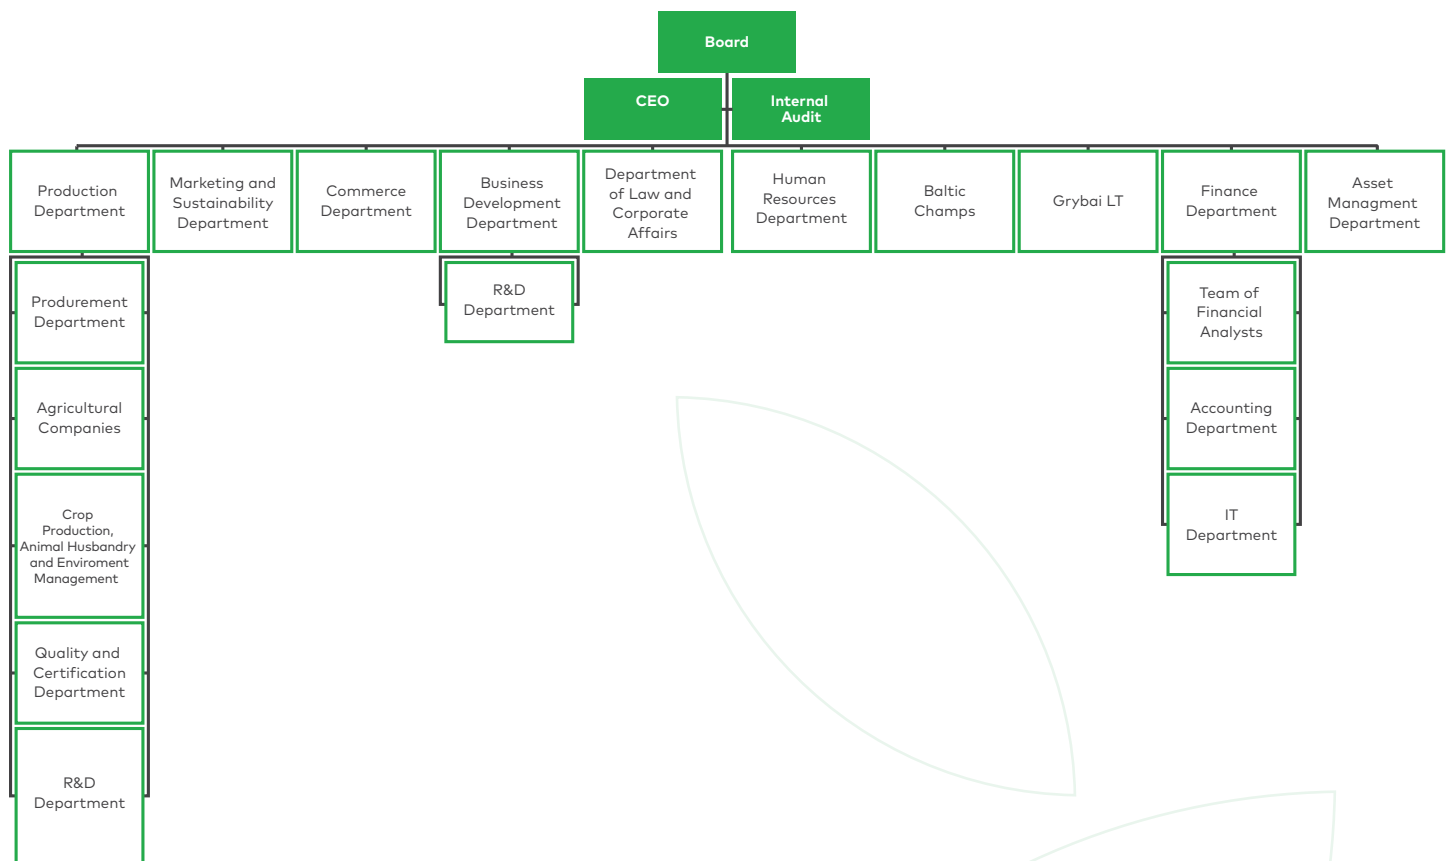 Board
CEO
Internal
Audit
Production
Department
Marketing and
Sustainability
Department
Commerce
Department
Business
Development
Department
Department
of Law and
Corporate
Affairs
Human
Resources
Department
Baltic
Champs
Grybai LT
Finance
Department
Asset
Managment
Department
Produrement
Department
Agricultural
Companies
Crop
Production,
Animal Husbandry
and Enviroment
Management
Quality and
Certification
Department
R&D
Department
R&D
Department
Team of
Financial
Analysts
Accounting
Department
IT
Department